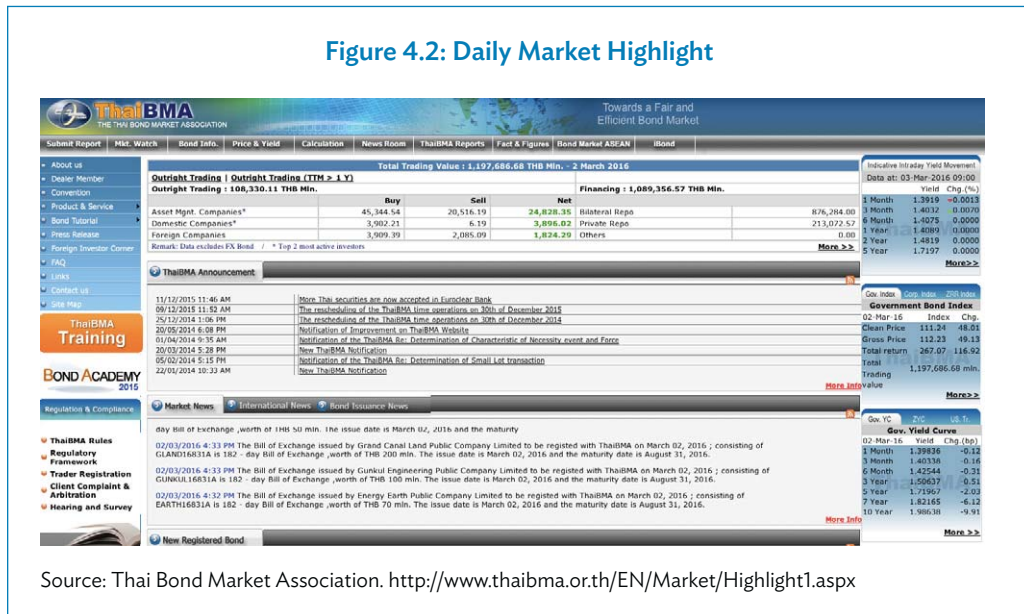 Figure 4.2: Daily Market Highlight
ThaiBMA
THE THAI BOND MARKET ASSOCIATION
Towards a Fair and
Efficient Bond Market
Submit Report Mkt. Watch Bond Info. Price & Yield Calculation News Room ThaiBMA Reports Fact & Figures Bond Market ASEAN iBond
About us
Dealer Member
Convention
Product & Service
Bond Tutorial
Press Release
Foreign Investor Corner
FAQ
Links
Contact us
Site Map
ThaiBMA
Training
BOND ACADEMY
2015
Regulation & Compliance
ThaiBMA Rules
Regulatory
Framework
Trader Registration
Client Complaint &
Arbitration
Hearing and Survey
Total Trading Value : 1,197,686.68 THB Mln. - 2 March 2016
Outright Trading | Outright Trading (TTM > 1 Y)
Outright Trading : 108,330.11 THB Mln. Financing : 1,089,356.57 THB Mln.
Buy Sell Net
Asset Mgnt. Companies* 45,344.54 20,516.19 24,828.35 Bilateral Repo 876,284.00
Domestic Companies* 3,902.21 6.19 3,896.02 Private Repo 213,072.57
Foreign Companies 3,909.39 2,085.09 1,824.29 Others 0.00
Remark: Data excludes FX Bond / * Top 2 most active investors More >>
ThaiBMA Announcement
11/12/2015 11:46 AM More Thai securities are now accepted in Euroclear Bank
09/12/2015 11:52 AM The rescheduling of the ThaiBMA time operations on 30th of December 2015
25/12/2014 1:06 PM The rescheduling of the ThaiBMA time operations on 30th of December 2014
20/05/2014 6:08 PM Notification of Improvement on ThaiBMA Website
01/04/2014 9:35 AM Notification of the ThaiBMA Re: Determination of Characteristic of Necessity event and Force
20/03/2014 5:28 PM New ThaiBMA Notification
05/02/2014 5:15 PM Notification of the ThaiBMA Re: Determination of Small Lot transaction
22/01/2014 10:33 AM New ThaiBMA Notification
More Info
Market News International News Bond Issuance News
day Bill of Exchange ,worth of THB 50 mln. The issue date is March 02, 2016 and the maturity
02/03/2016 4:33 PM The Bill of Exchange issued by Grand Canal Land Public Company Limited to be registed with ThaiBMA on March 02, 2016 ; consisting of
GLAND16831A is 182 - day Bill of Exchange ,worth of THB 200 mln. The issue date is March 02, 2016 and the maturity date is August 31, 2016.
02/03/2016 4:33 PM The Bill of Exchange issued by Gunkul Engineering Public Company Limited to be registed with ThaiBMA on March 02, 2016 ; consisting of
GUNKUL16831A is 182 - day Bill of Exchange ,worth of THB 100 mln. The issue date is March 02, 2016 and the maturity date is August 31, 2016.
02/03/2016 4:32 PM The Bill of Exchange issued by Energy Earth Public Company Limited to be registed with ThaiBMA on March 02, 2016 ; consisting of
EARTH16831A is 182 - day Bill of Exchange ,worth of THB 70 mln. The issue date is March 02, 2016 and the maturity date is August 31, 2016.
More Info
New Registered Bond
Indicative Intraday Yield Movement
Data at: 03-Mar-2016 09:00
Yield Chg.(%)
1 Month 1.3919 -0.0013
3 Month 1.4032 0.0070
6 Month 1.4075 0.0000
1 Year 1.4089 0.0000
2 Year 1.4819 0.0000
5 Year 1.7197 0.0000
More>>
Gov. Index Corp. Index ZRR Index
Government Bond Index
02-Mar-16 Index Chg.
Clean Price 111.24 48.01
Gross Price 112.23 49.13
Total return 267.07 116.92
Total
Trading
value
1,197,686.68 mln.
More>>
Gov. YC ZYC US. Tr.
Gov. Yield Curve
02-Mar-16 Yield Chg.(bp)
1 Month 1.39836 -0.12
3 Month 1.40338 -0.16
6 Month 1.42544 -0.31
3 Year 1.50637 -0.51
5 Year 1.71967 -2.03
7 Year 1.82165 -6.12
10 Year 1.98638 -9.91
More >>
Source: Thai Bond Market Association. http://www.thaibma.or.th/EN/Market/Highlight1.aspx